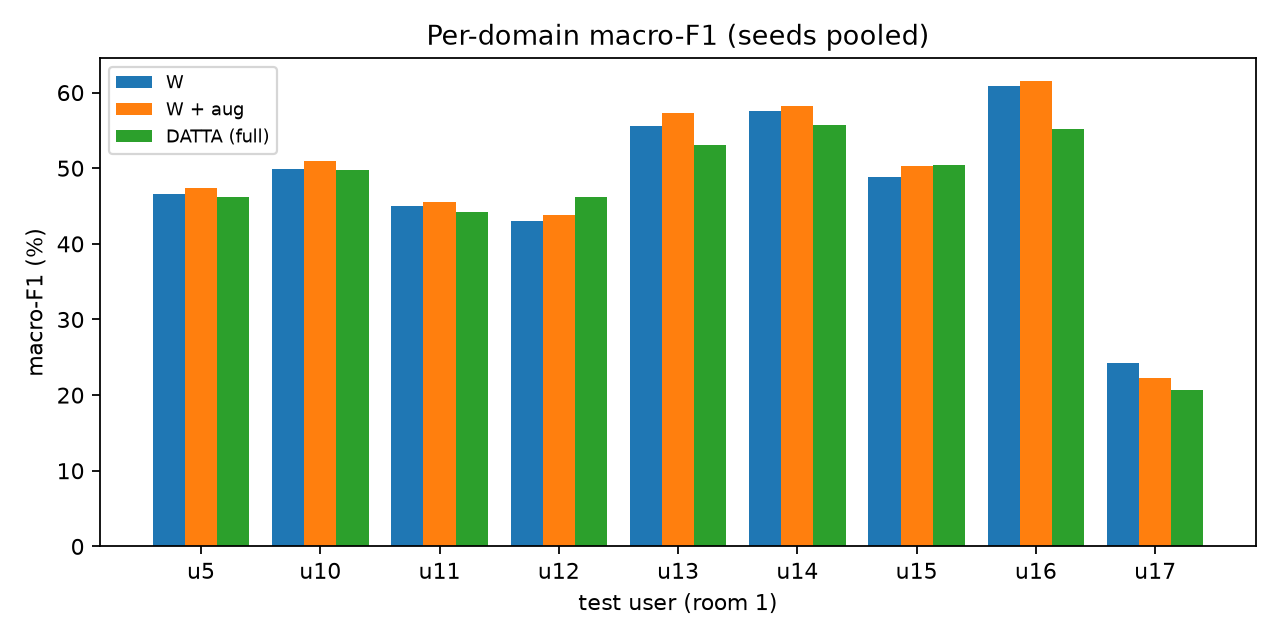 Per-domain macro-F1 (seeds pooled)
W
W + aug
DATTA (full)
macro-F1 (%)
60
50
40
30
20
10
0
u5 u10 u11 u12 u13 u14 u15 u16 u17
test user (room 1)